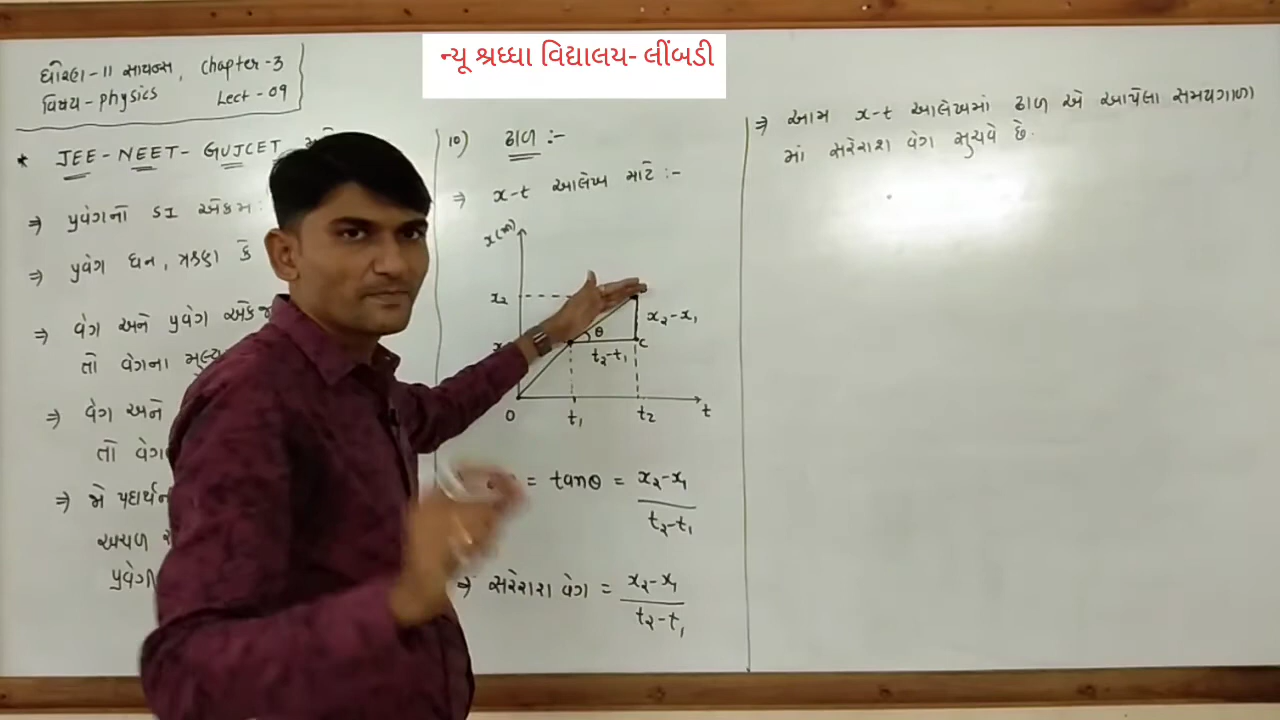 ન્યૂ શ્રધ્ધા વિદ્યાલય- લીંબડી
ધોરણ-11 સાયન્સ, Chapter-3
વિષય-physics Lect-09
* JEE-NEET-GUJCET
⇒ પ્રવેગનો SI એકમ:
⇒ પ્રવેગ ધન, ઋણ કે
⇒ વેગ અને પ્રવેગ એક જ
તો વેગના મૂલ્ય
⇒ વેગ અને
તો વેગ
⇒ જો પદાર્થન
અચળ
પ્રવેગી
10) ઢાળ :-
⇒ x-t આલેખ માટે :-
x(m)
x₂
θ
x₂-x₁
t₂-t₁
C
O
t₁
t₂
t
= tanθ = x₂-x₁ / t₂-t₁
⇒ સરેરાશ વેગ = x₂-x₁ / t₂-t₁
⇒ આમ x-t આલેખમાં ઢાળ એ આપેલા સમયગાળા
માં સરેરાશ વેગ સૂચવે છે.